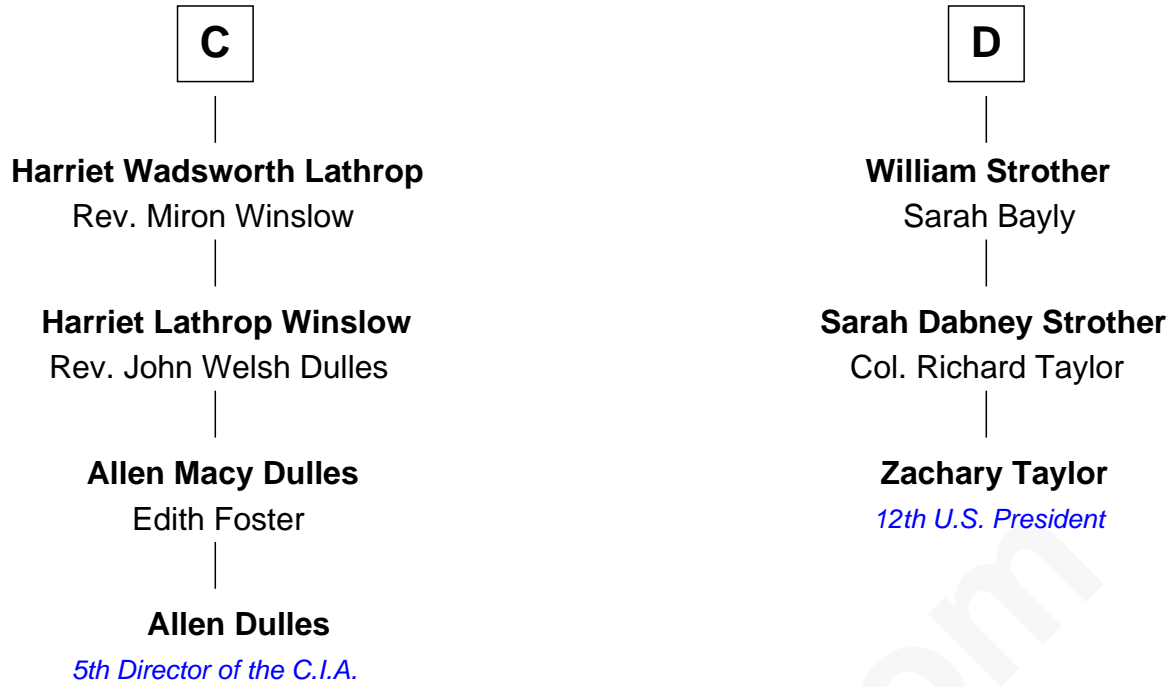 C
Harriet Wadsworth Lathrop
Rev. Miron Winslow
Harriet Lathrop Winslow
Rev. John Welsh Dulles
Allen Macy Dulles
Edith Foster
Allen Dulles
5th Director of the C.I.A.
D
William Strother
Sarah Bayly
Sarah Dabney Strother
Col. Richard Taylor
Zachary Taylor
12th U.S. President
om